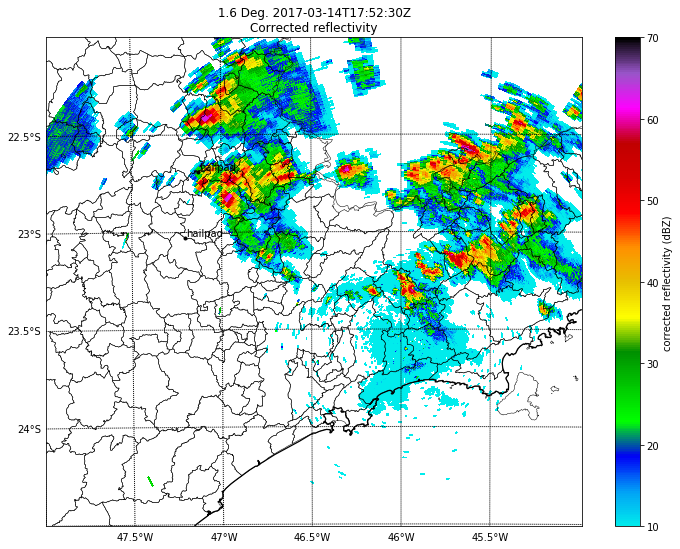 1.6 Deg. 2017-03-14T17:52:30Z
Corrected reflectivity
22.5°S
23°S
23.5°S
24°S
47.5°W
47°W
46.5°W
46°W
45.5°W
hailpad
hailpad
70
60
50
40
30
20
10
corrected reflectivity (dBZ)